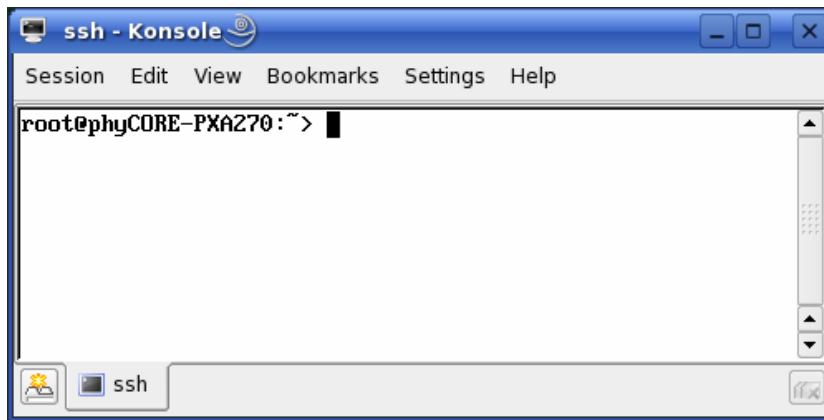 ssh - Konsole
Session Edit View Bookmarks Settings Help
root@phyCORE-PXA270:~>
ssh